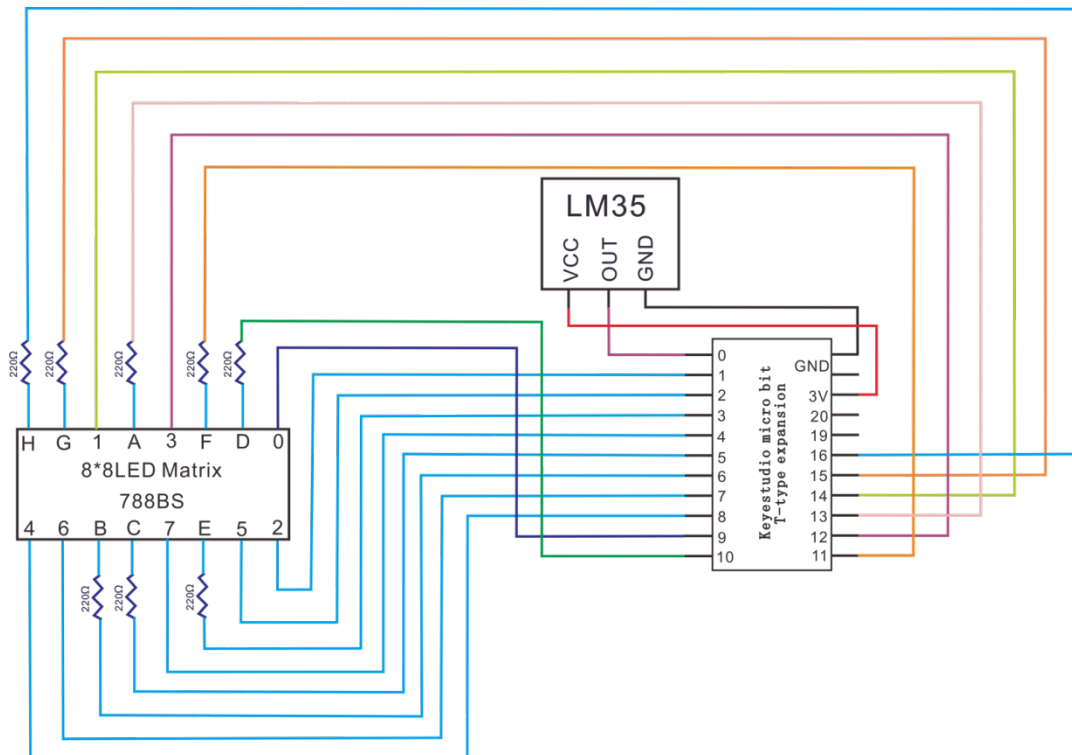 LM35
VCC
OUT
GND
220Ω
220Ω
220Ω
220Ω
220Ω
H G 1 A 3 F D 0
8*8LED Matrix
788BS
4 6 B C 7 E 5 2
220Ω
220Ω
220Ω
Keyestudio micro bit
T-type expansion
0
1
2
3
4
5
6
7
8
9
10
GND
3V
20
19
16
15
14
13
12
11